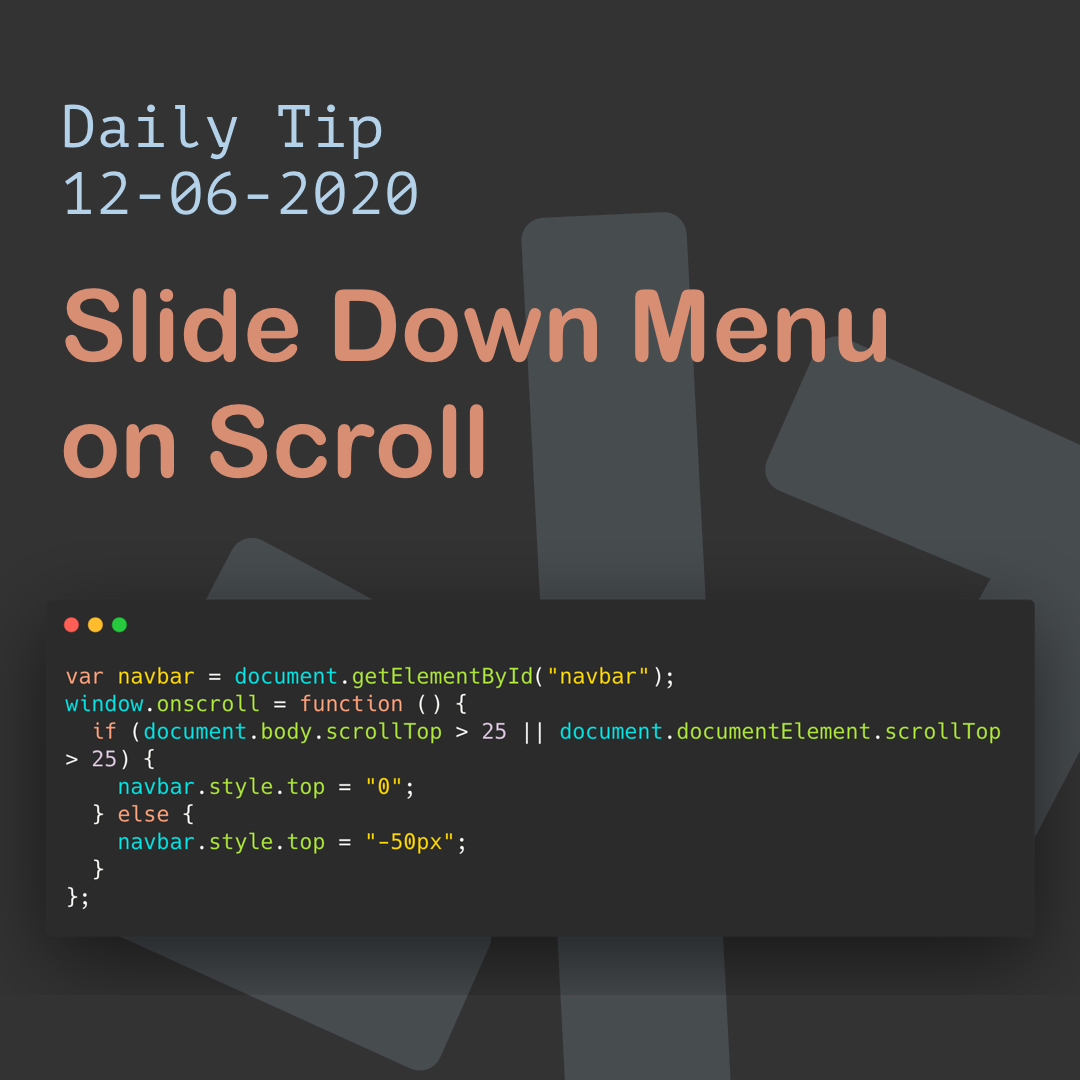 Daily Tip
12-06-2020
Slide Down Menu
on Scroll
var navbar = document.getElementById("navbar");
window.onscroll = function () {
  if (document.body.scrollTop > 25 || document.documentElement.scrollTop
> 25) {
    navbar.style.top = "0";
  } else {
    navbar.style.top = "-50px";
  }
};